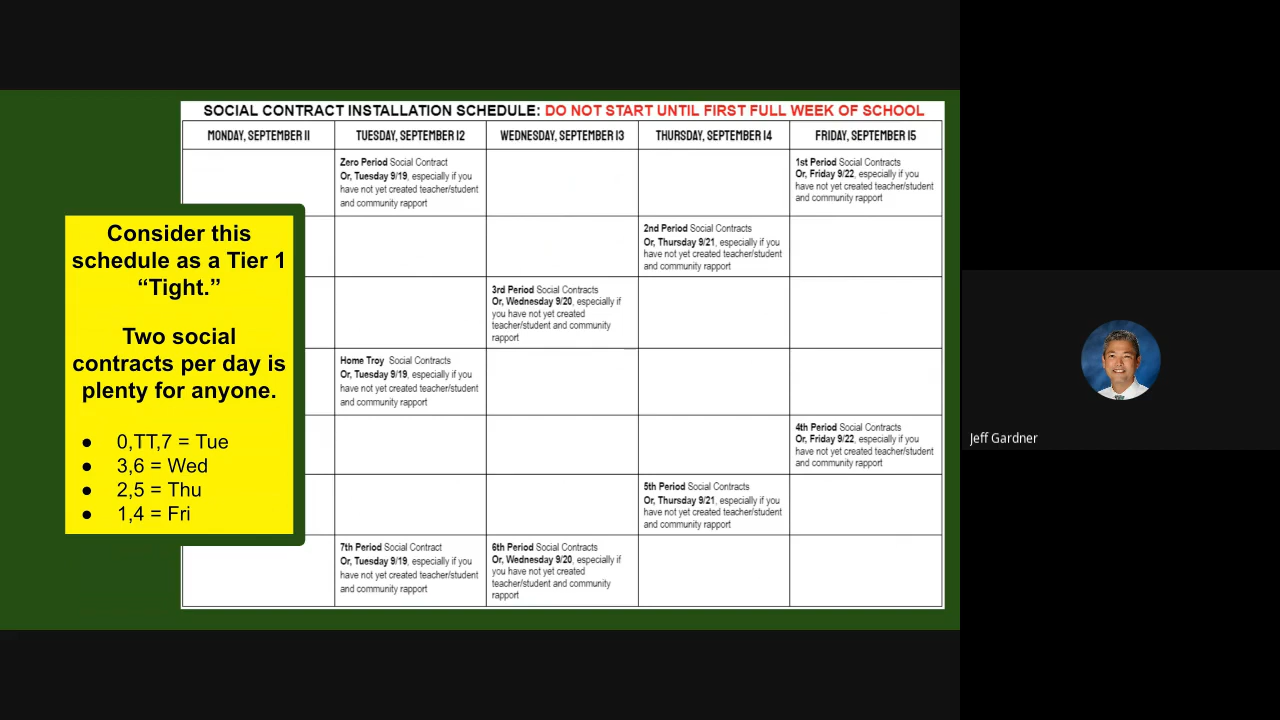 SOCIAL CONTRACT INSTALLATION SCHEDULE: DO NOT START UNTIL FIRST FULL WEEK OF SCHOOL
MONDAY, SEPTEMBER 11
TUESDAY, SEPTEMBER 12
WEDNESDAY, SEPTEMBER 13
THURSDAY, SEPTEMBER 14
FRIDAY, SEPTEMBER 15
Zero Period Social Contract
Or, Tuesday 9/19, especially if you
have not yet created teacher/student
and community rapport
1st Period Social Contracts
Or, Friday 9/22, especially if you
have not yet created teacher/student
and community rapport
2nd Period Social Contracts
Or, Thursday 9/21, especially if you
have not yet created teacher/student
and community rapport
3rd Period Social Contracts
Or, Wednesday 9/20, especially if
you have not yet created
teacher/student and community
rapport
Home Troy Social Contracts
Or, Tuesday 9/19, especially if you
have not yet created teacher/student
and community rapport
4th Period Social Contracts
Or, Friday 9/22, especially if you
have not yet created teacher/student
and community rapport
5th Period Social Contracts
Or, Thursday 9/21, especially if you
have not yet created teacher/student
and community rapport
7th Period Social Contract
Or, Tuesday 9/19, especially if you
have not yet created teacher/student
and community rapport
6th Period Social Contracts
Or, Wednesday 9/20, especially if
you have not yet created
teacher/student and community
rapport
Consider this
schedule as a Tier 1
“Tight.”
Two social
contracts per day is
plenty for anyone.
● 0,TT,7 = Tue
● 3,6 = Wed
● 2,5 = Thu
● 1,4 = Fri
Jeff Gardner